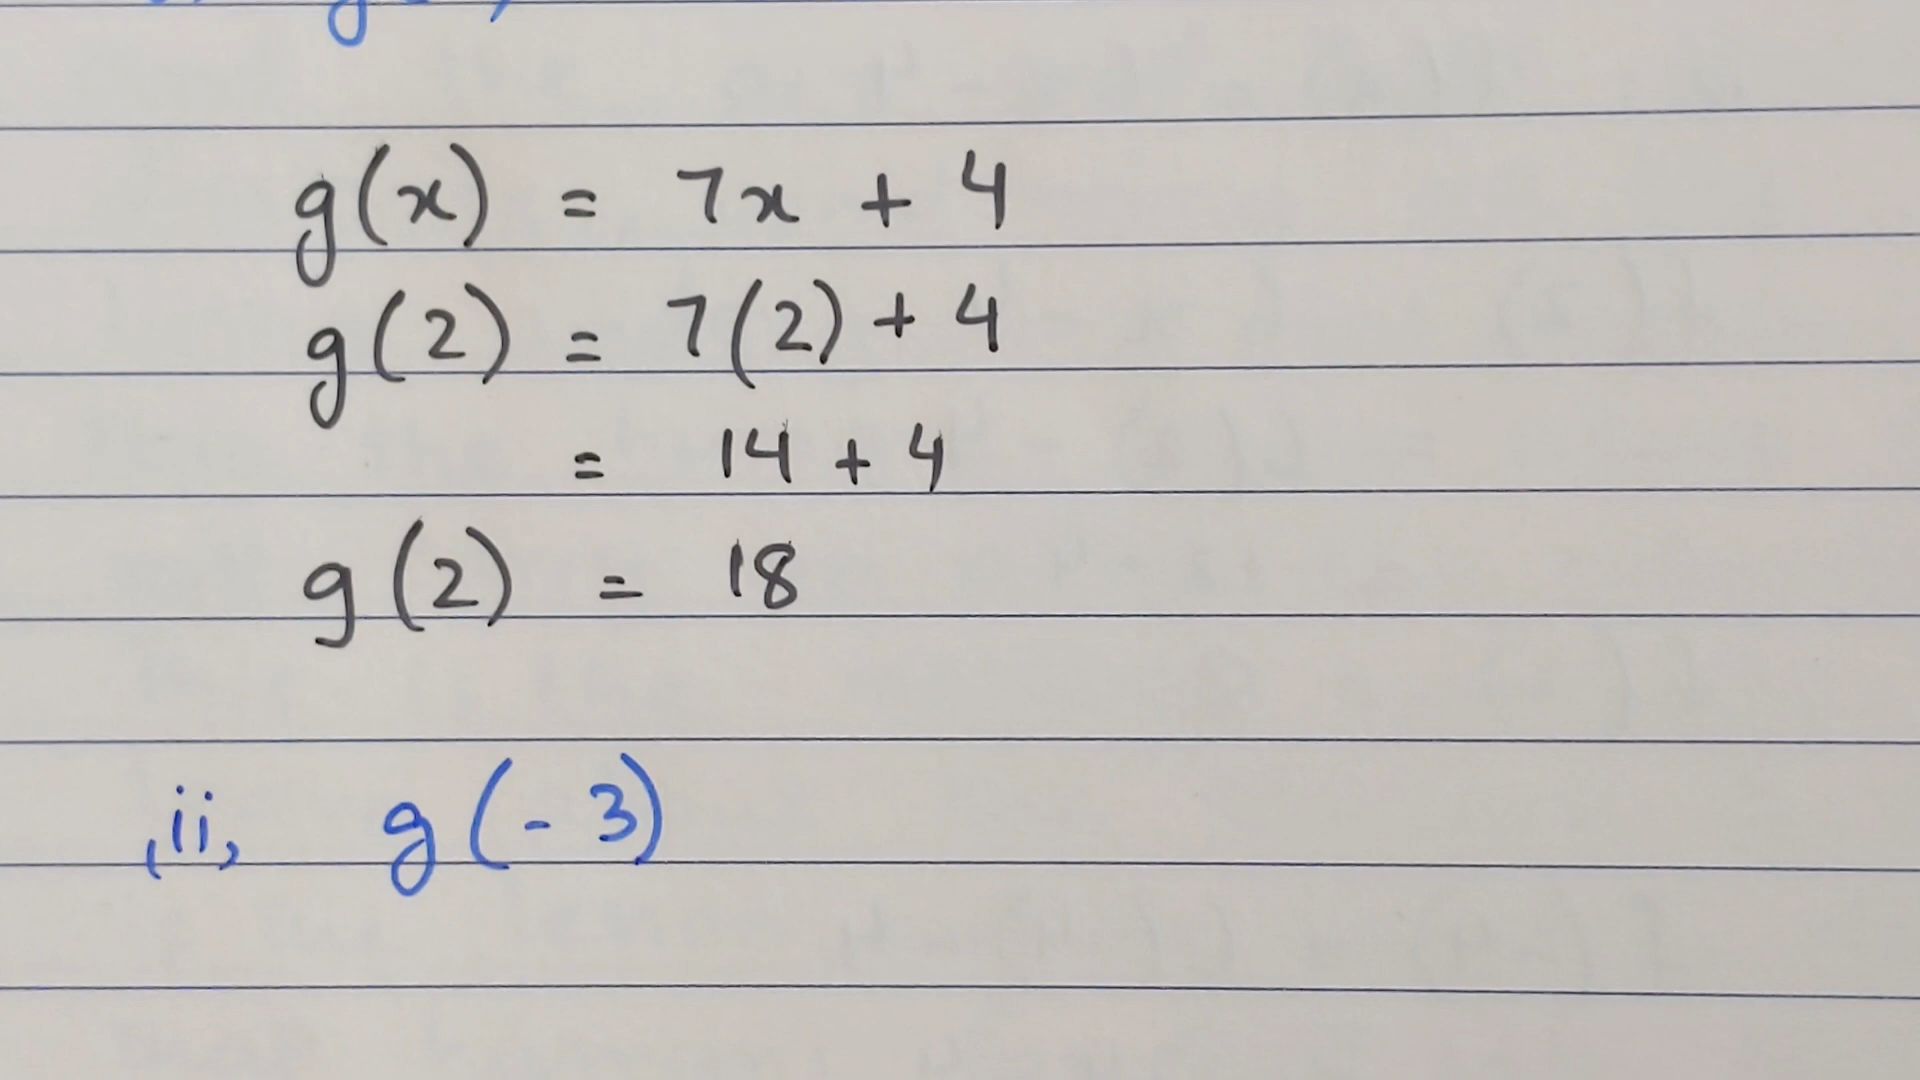 g(x) = 7x + 4
g(2) = 7(2) + 4
= 14 + 4
g(2) = 18
(ii) g(-3)